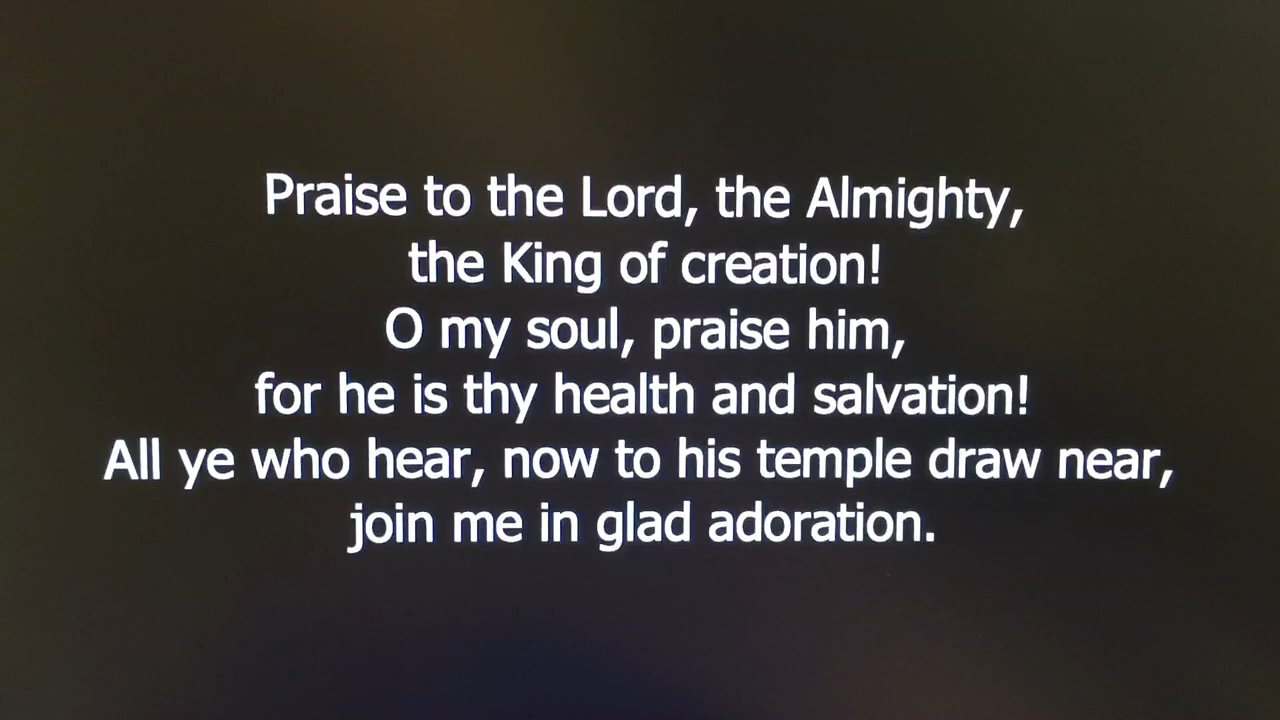 Praise to the Lord, the Almighty,
the King of creation!
O my soul, praise him,
for he is thy health and salvation!
All ye who hear, now to his temple draw near,
join me in glad adoration.